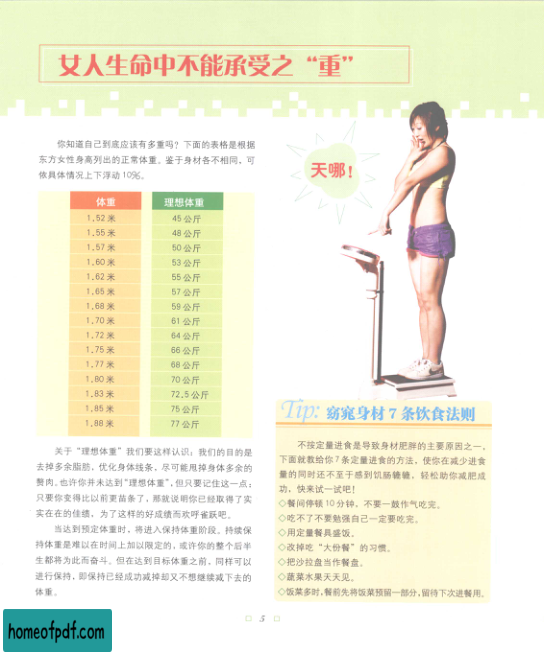 女人生命中不能承受之“重”
你知道自己到底应该有多重吗？下面的表格是根据
东方女性身高列出的正常体重。鉴于身材各不相同，可
依具体情况上下浮动10%。
体重 理想体重
1.52米 45公斤
1.55米 48公斤
1.57米 50公斤
1.60米 53公斤
1.62米 55公斤
1.65米 57公斤
1.68米 59公斤
1.70米 61公斤
1.72米 64公斤
1.75米 66公斤
1.77米 68公斤
1.80米 70公斤
1.83米 72.5公斤
1.85米 75公斤
1.88米 77公斤
关于“理想体重”我们要这样认识：我们的目的是
去掉多余脂肪，优化身体线条，尽可能甩掉身体多余的
赘肉。也许你并未达到“理想体重”，但只要记住这一点：
只要你变得比以前更苗条了，那就说明你已经取得了实
实在在的佳绩，为了这样的好成绩而欢呼雀跃吧。
当达到预定体重时，将进入保持体重阶段。持续保
持体重是难以在时间上加以限定的，或许你的整个后半
生都将为此而奋斗。但在达到目标体重之前，同样可以
进行保持，即保持已经成功减掉却又不想继续减下去的
体重。
天哪！
Tip: 窈窕身材7条饮食法则
不按定量进食是导致身材肥胖的主要原因之一，
下面就教给你7条定量进食的方法，使你在减少进食
量的同时还不至于感到饥肠辘辘，轻松助你减肥成
功，快来试一试吧！
◇餐间停顿10分钟，不要一鼓作气吃完。
◇吃不了不要勉强自己一定要吃完。
◇用定量餐具盛饭。
◇改掉吃“大份餐”的习惯。
◇把沙拉盘当作餐盘。
◇蔬菜水果天天见。
◇饭菜多时，餐前先将饭菜预留一部分，留待下次进餐用。
5
homeofpdf.com